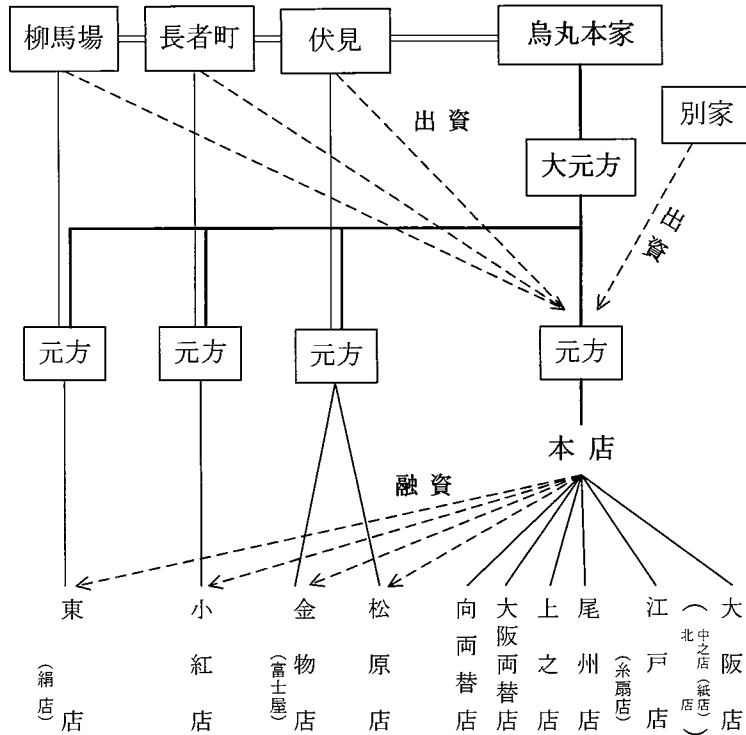 柳馬場
長者町
伏見
烏丸本家
出資
別家
大元方
出資
元方
元方
元方
元方
本店
融資
東店
(絹店)
小紅店
金物店
(富士屋)
松原店
向両替店
大阪両替店
上之店
尾州店
江戸店
(糸扇店)
大阪店
(中之店(紙店)
北店)